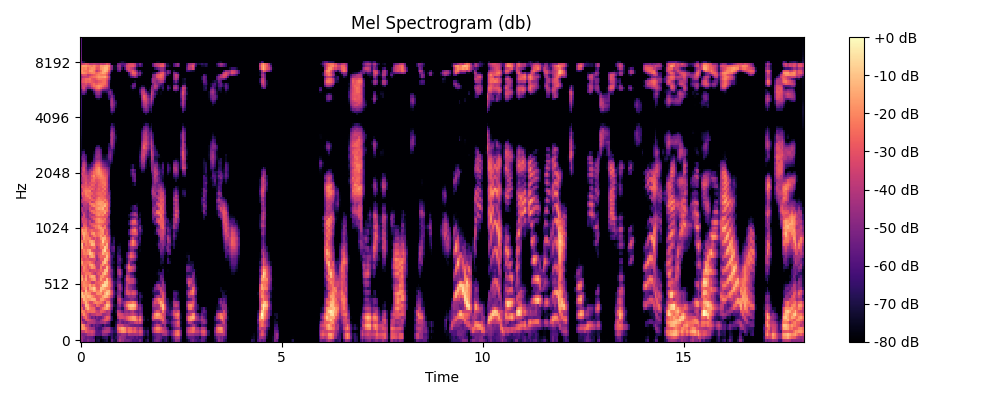 Mel Spectrogram (db)
8192
4096
2048
1024
512
0
Hz
0 5 10 15
Time
+0 dB
-10 dB
-20 dB
-30 dB
-40 dB
-50 dB
-60 dB
-70 dB
-80 dB